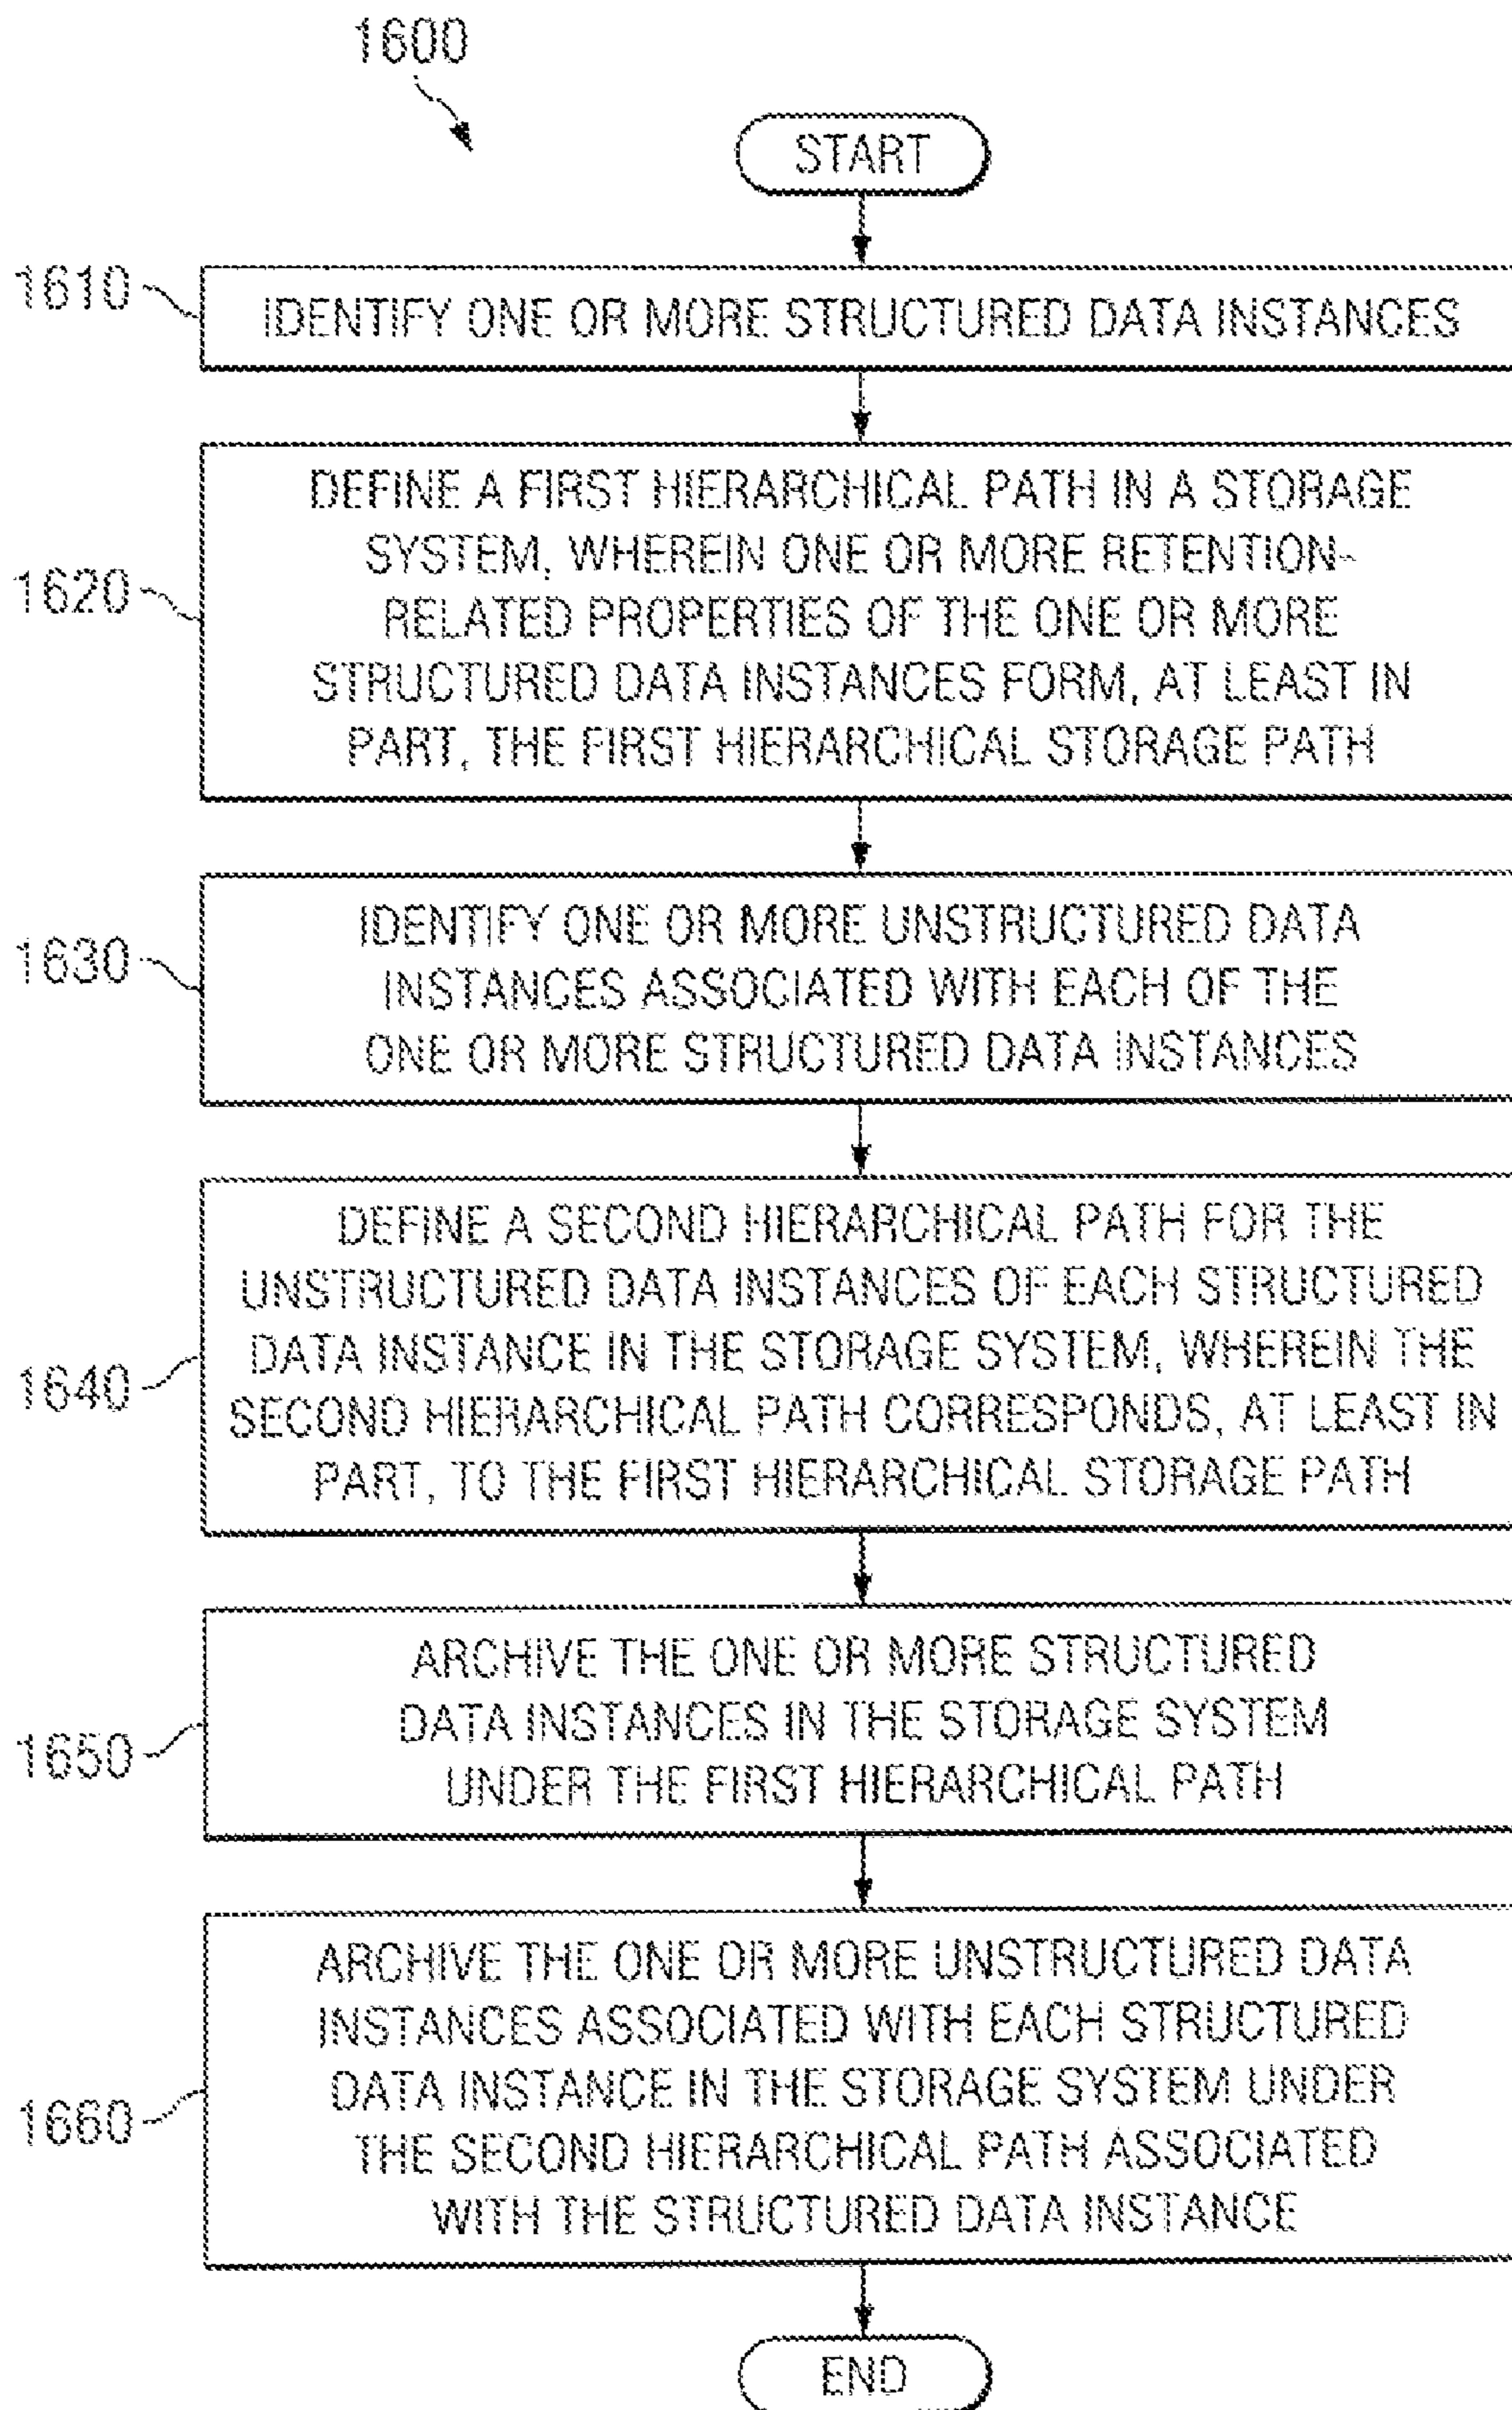 1600
START
1610
IDENTIFY ONE OR MORE STRUCTURED DATA INSTANCES
1620
DEFINE A FIRST HIERARCHICAL PATH IN A STORAGE
SYSTEM, WHEREIN ONE OR MORE RETENTION-
RELATED PROPERTIES OF THE ONE OR MORE
STRUCTURED DATA INSTANCES FORM, AT LEAST IN
PART, THE FIRST HIERARCHICAL STORAGE PATH
1630
IDENTIFY ONE OR MORE UNSTRUCTURED DATA
INSTANCES ASSOCIATED WITH EACH OF THE
ONE OR MORE STRUCTURED DATA INSTANCES
1640
DEFINE A SECOND HIERARCHICAL PATH FOR THE
UNSTRUCTURED DATA INSTANCES OF EACH STRUCTURED
DATA INSTANCE IN THE STORAGE SYSTEM, WHEREIN THE
SECOND HIERARCHICAL PATH CORRESPONDS, AT LEAST IN
PART, TO THE FIRST HIERARCHICAL STORAGE PATH
1650
ARCHIVE THE ONE OR MORE STRUCTURED
DATA INSTANCES IN THE STORAGE SYSTEM
UNDER THE FIRST HIERARCHICAL PATH
1660
ARCHIVE THE ONE OR MORE UNSTRUCTURED DATA
INSTANCES ASSOCIATED WITH EACH STRUCTURED
DATA INSTANCE IN THE STORAGE SYSTEM UNDER
THE SECOND HIERARCHICAL PATH ASSOCIATED
WITH THE STRUCTURED DATA INSTANCE
END